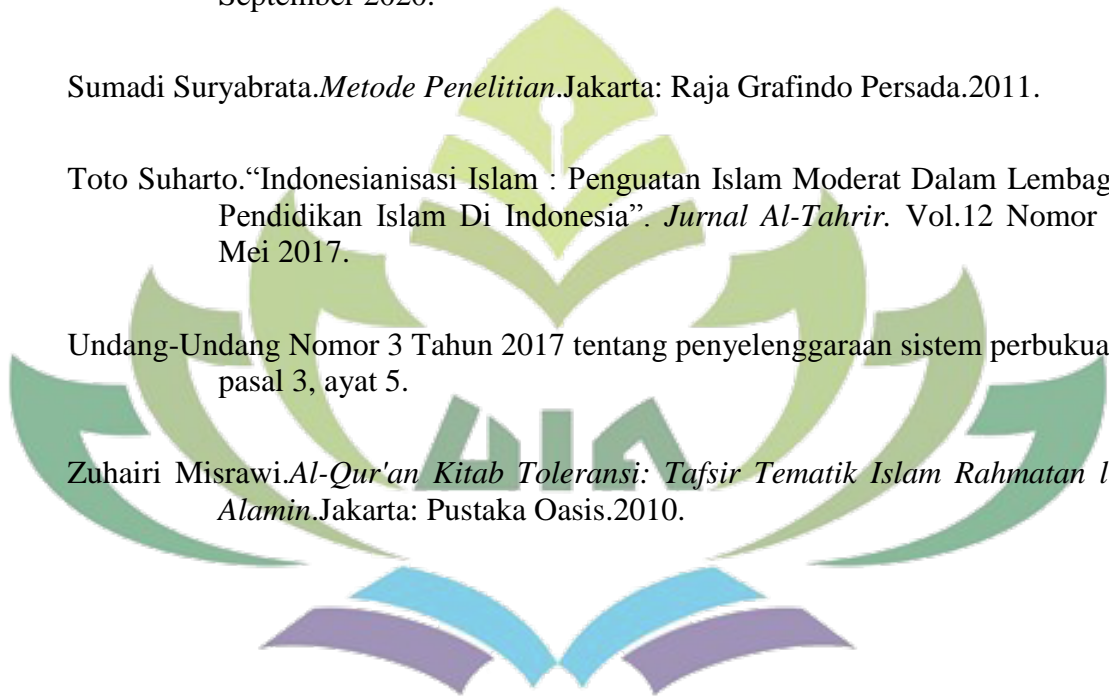 September 2020.
Sumadi Suryabrata.Metode Penelitian.Jakarta: Raja Grafindo Persada.2011.
Toto Suharto.“Indonesianisasi Islam : Penguatan Islam Moderat Dalam Lembag
Pendidikan Islam Di Indonesia”. Jurnal Al-Tahrir. Vol.12 Nomor
Mei 2017.
Undang-Undang Nomor 3 Tahun 2017 tentang penyelenggaraan sistem perbukua
pasal 3, ayat 5.
Zuhairi Misrawi.Al-Qur'an Kitab Toleransi: Tafsir Tematik Islam Rahmatan l
Alamin.Jakarta: Pustaka Oasis.2010.
UIN